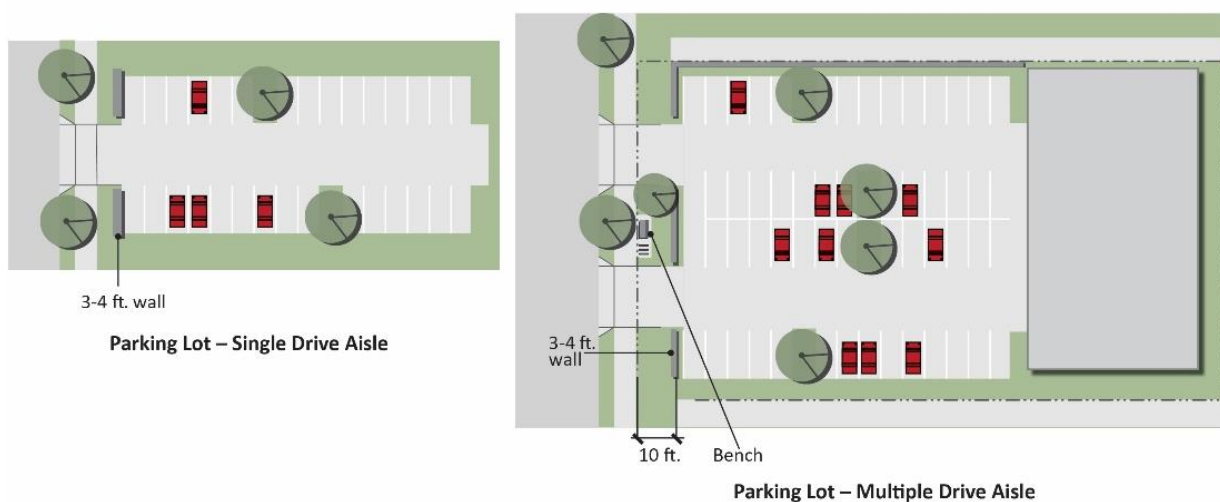 3-4 ft. wall
Parking Lot – Single Drive Aisle
3-4 ft.
wall
10 ft.
Bench
Parking Lot – Multiple Drive Aisle